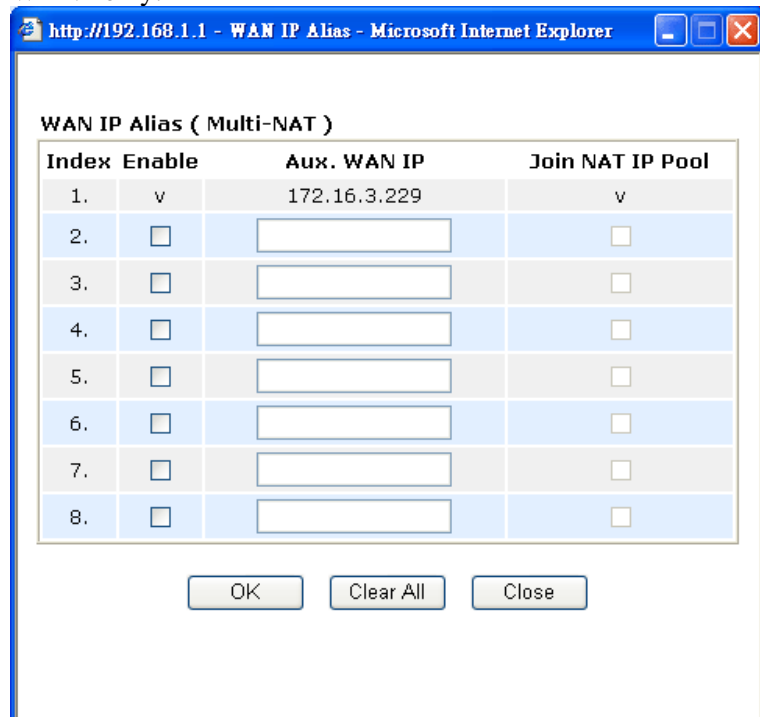 http://192.168.1.1 - WAN IP Alias - Microsoft Internet Explorer
WAN IP Alias ( Multi-NAT )
Index Enable Aux. WAN IP Join NAT IP Pool
1. v 172.16.3.229 v
2.
3.
4.
5.
6.
7.
8.
OK Clear All Close